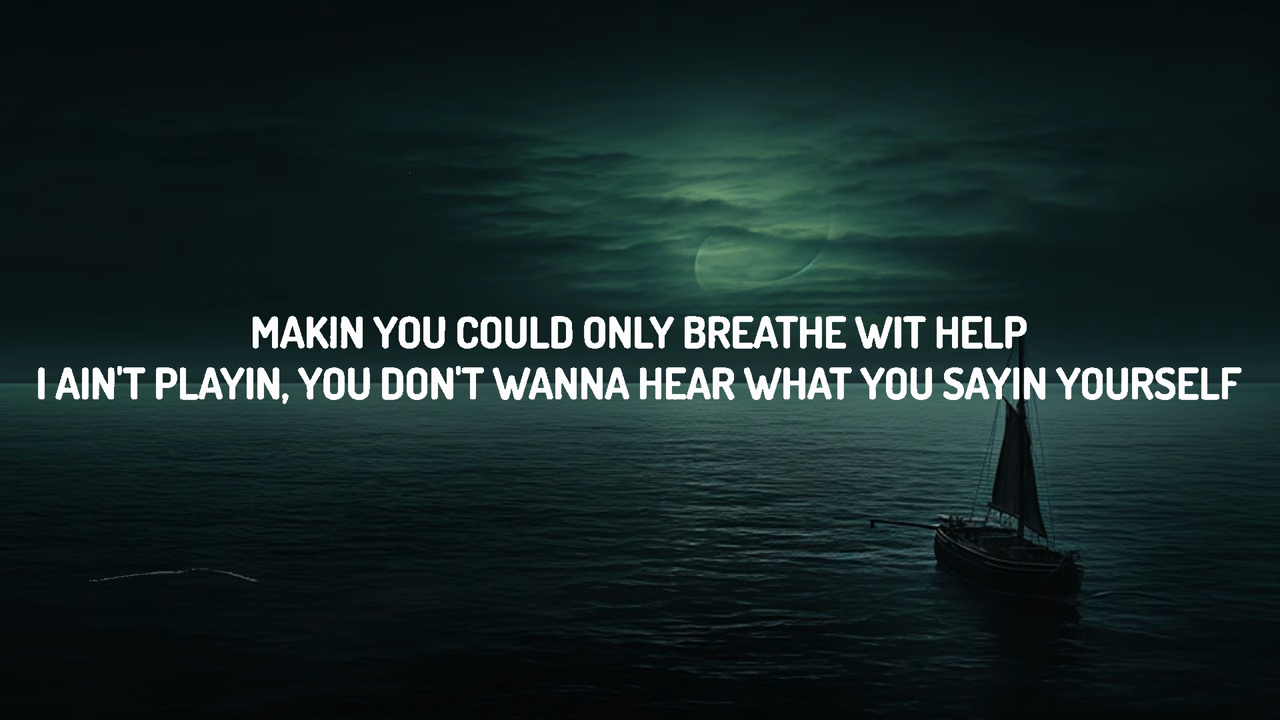 MAKIN YOU COULD ONLY BREATHE WIT HELP
I AIN'T PLAYIN, YOU DON'T WANNA HEAR WHAT YOU SAYIN YOURSELF